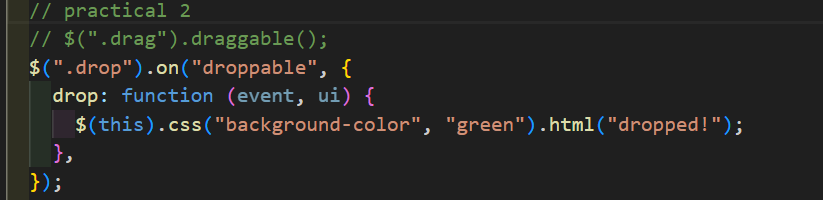 // practical 2
// $(".drag").draggable();
$(".drop").on("droppable", {
drop: function (event, ui) {
$(this).css("background-color", "green").html("dropped!");
},
});